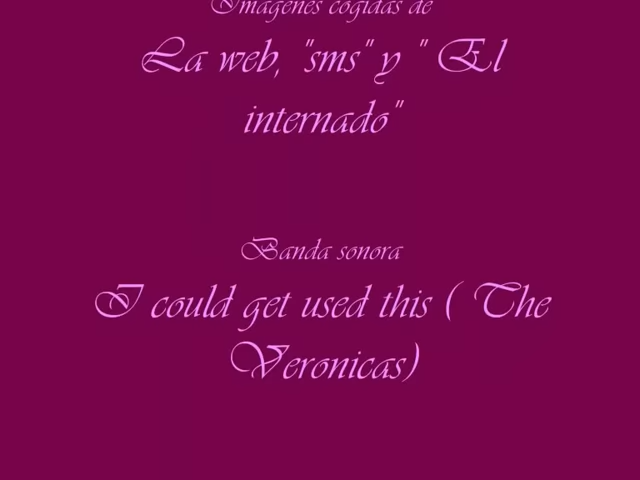 Imágenes cogidas de
La web, "sms" y " El
internado"
Banda sonora
I could get used this ( The
Veronicas)